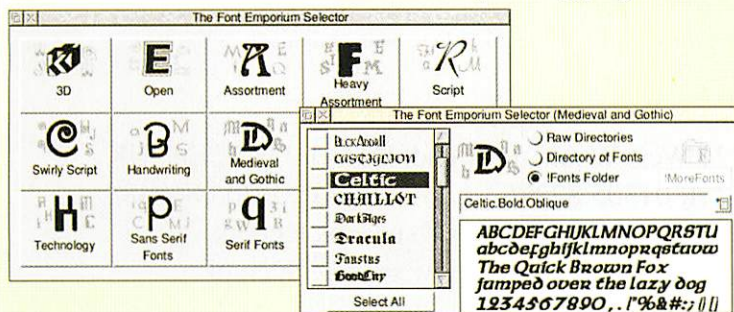 The Font Emporium Selector
3D
Open
Assortment
Heavy
Assortment
Script
Swirly Script
Handwriting
Medieval
and Gothic
Technology
Sans Serif
Fonts
Serif Fonts
The Font Emporium Selector (Medieval and Gothic)
Celtic
CHAILLOT
DarkAges
Dracula
Faustus
GoodCity
Select All
Raw Directories
Directory of Fonts
!Fonts Folder
!MoreFonts
Celtic.Bold.Oblique
ABCDEFGHIJKLMNOPQRSTU
abcdefghijklmnopqrstuvw
The Quick Brown Fox
jumped over the lazy dog
1234567890,. !"%&#:; () []